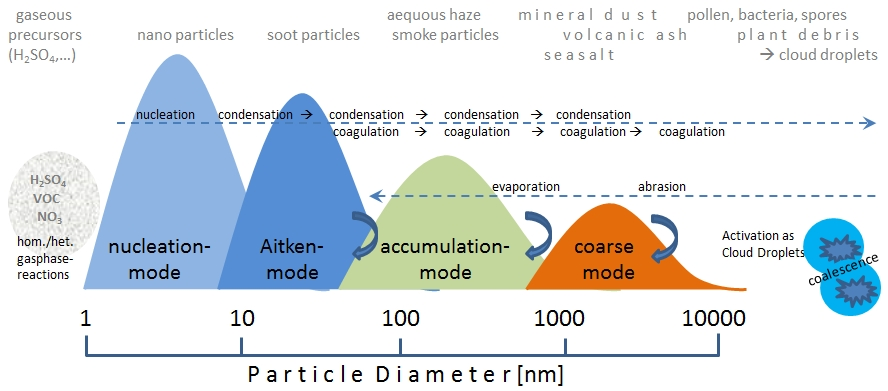 gaseous
precursors
(H₂SO₄,...)
nano particles
soot particles
aequous haze
smoke particles
mineral dust
volcanic ash
seasalt
pollen, bacteria, spores
plant debris
→ cloud droplets
nucleation condensation → condensation → condensation → condensation
coagulation → coagulation → coagulation → coagulation
evaporation abrasion
H₂SO₄
VOC
NO₃
hom./het.
gasphase-
reactions
nucleation-
mode
Aitken-
mode
accumulation-
mode
coarse
mode
Activation as
Cloud Droplets
coalescence
1 10 100 1000 10000
Particle Diameter[nm]